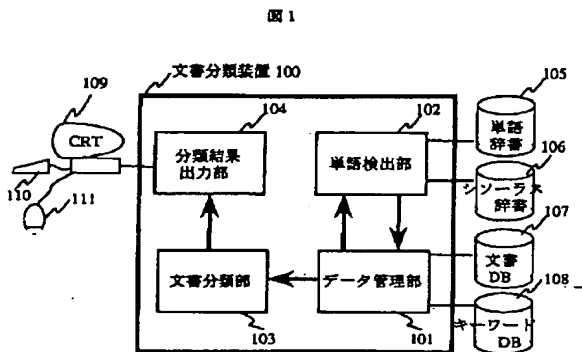 図1
文書分類装置 100
109
CRT
110
111
104
分類結果
出力部
102
単語検出部
文書分類部
103
データ管理部
101
105
単語
辞書
106
シソーラス
辞書
107
文書
DB
108
キーワード
DB